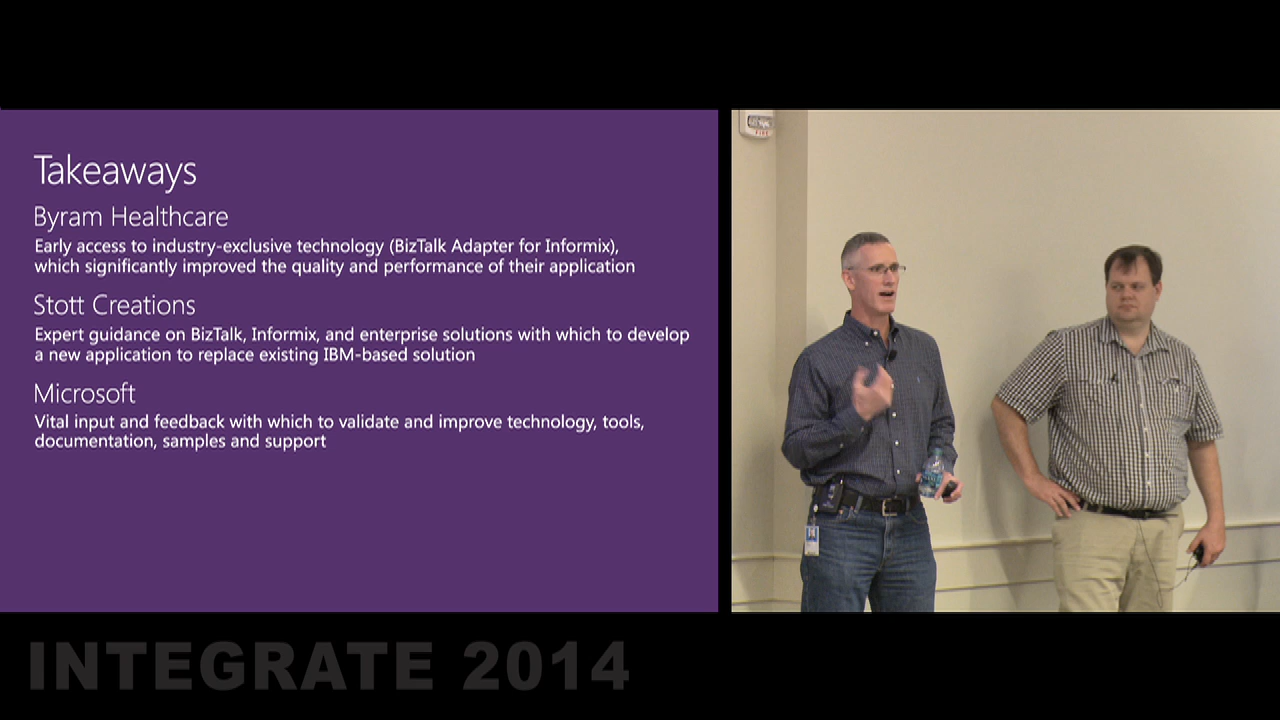 Takeaways
Byram Healthcare
Early access to industry-exclusive technology (BizTalk Adapter for Informix),
which significantly improved the quality and performance of their application
Stott Creations
Expert guidance on BizTalk, Informix, and enterprise solutions with which to develop
a new application to replace existing IBM-based solution
Microsoft
Vital input and feedback with which to validate and improve technology, tools,
documentation, samples and support
FIRE
INTEGRATE 2014